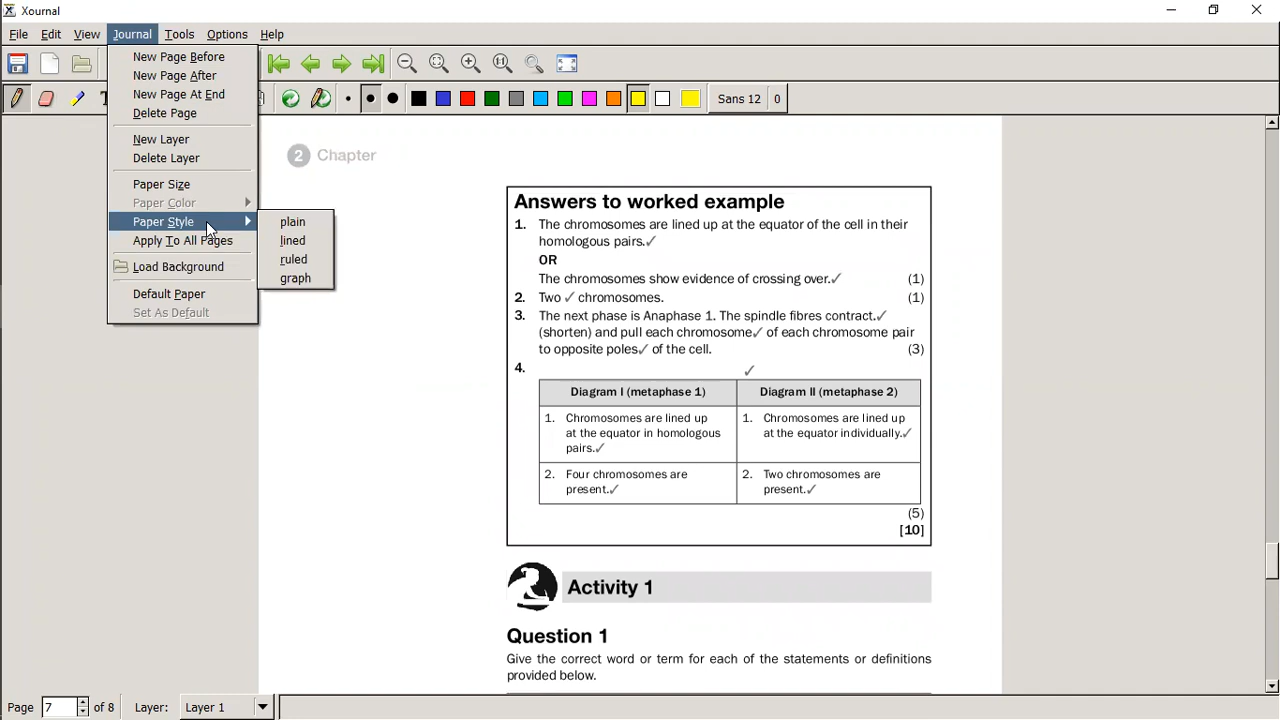 Xournal
File Edit View Journal Tools Options Help
New Page Before
New Page After
New Page At End
Delete Page
New Layer
Delete Layer
Paper Size
Paper Color
Paper Style
Apply To All Pages
Load Background
Default Paper
Set As Default
plain
lined
ruled
graph
T
Sans 12 0
2 Chapter
Answers to worked example
1. The chromosomes are lined up at the equator of the cell in their
homologous pairs.✓
OR
The chromosomes show evidence of crossing over.✓ (1)
2. Two ✓ chromosomes. (1)
3. The next phase is Anaphase 1. The spindle fibres contract.✓
(shorten) and pull each chromosome✓ of each chromosome pair
to opposite poles✓ of the cell. (3)
4. ✓
Diagram I (metaphase 1) Diagram II (metaphase 2)
1. Chromosomes are lined up
at the equator in homologous
pairs.✓
1. Chromosomes are lined up
at the equator individually.✓
2. Four chromosomes are
present.✓
2. Two chromosomes are
present.✓
(5)
[10]
Activity 1
Question 1
Give the correct word or term for each of the statements or definitions
provided below.
Page 7 of 8 Layer: Layer 1